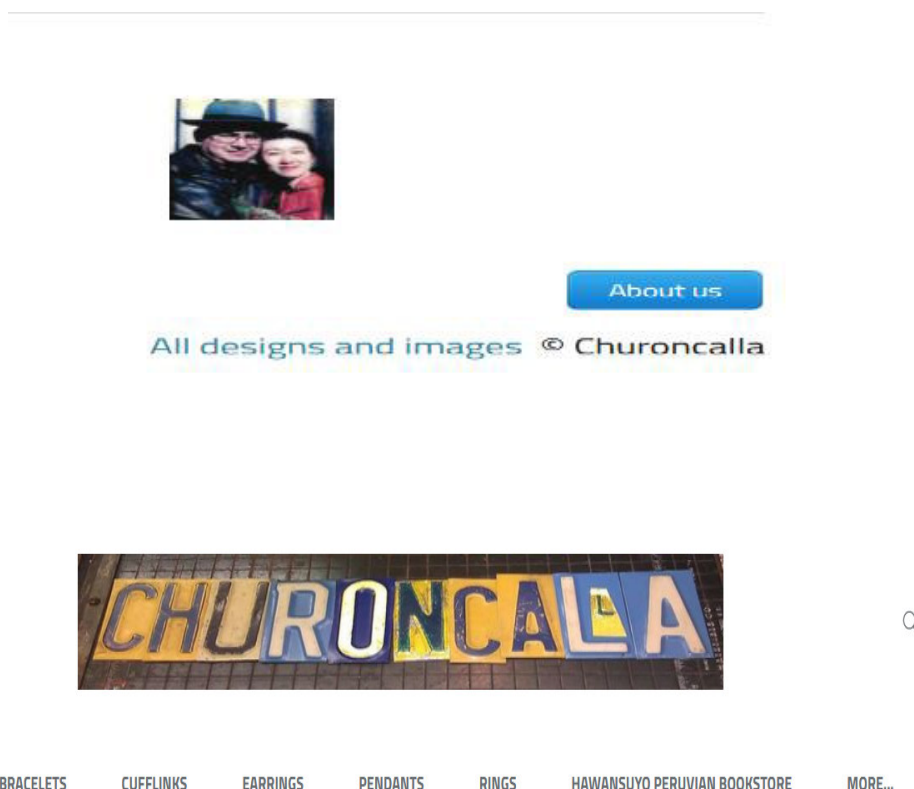 About us
All designs and images © Churoncalla
CHURONCALLA
BRACELETS CUFFLINKS EARRINGS PENDANTS RINGS HAWANSUYO PERUVIAN BOOKSTORE MORE...